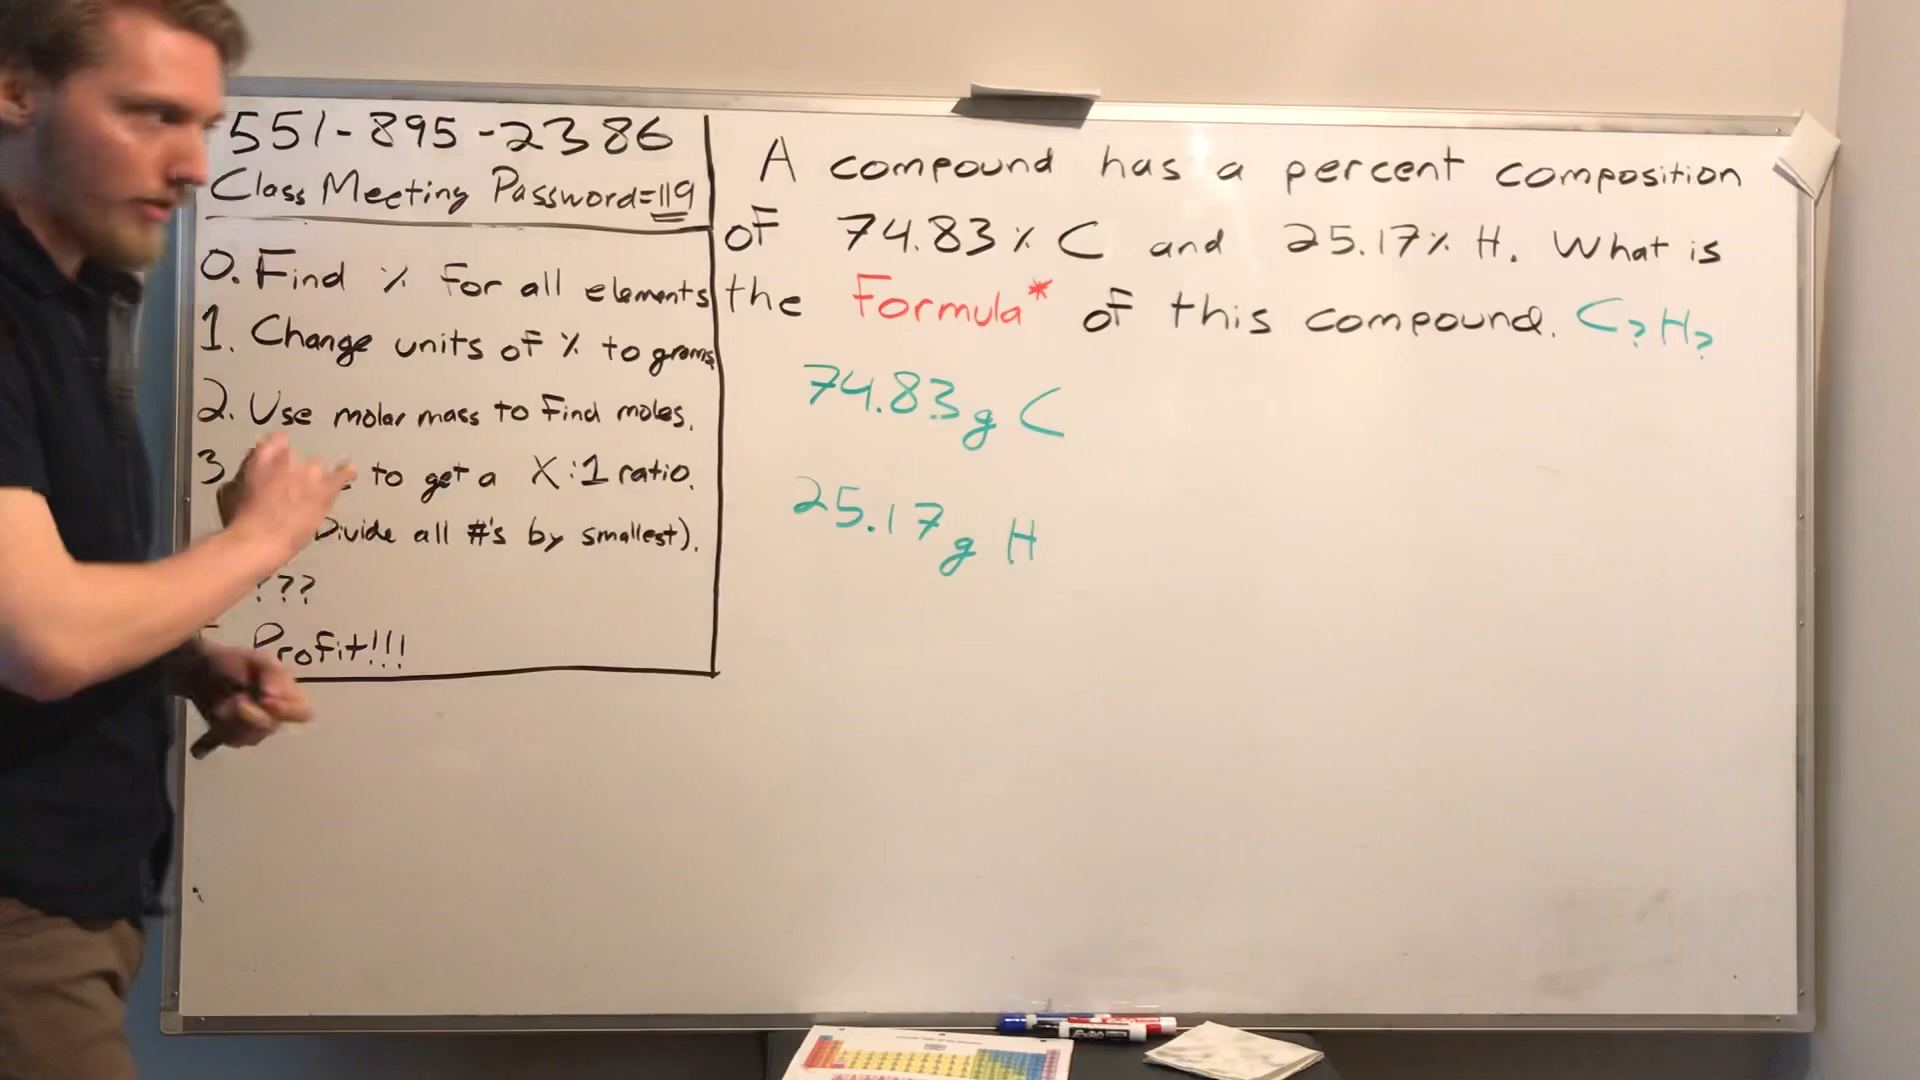 551-895-2386
Class Meeting Password=119
0. Find % for all elements
1. Change units of % to grams
2. Use molar mass to find moles.
3 to get a X:1 ratio.
Divide all #'s by smallest).
???
Profit!!!
A compound has a percent composition
of 74.83% C and 25.17% H. What is
the Formula* of this compound. C?H?
74.83g C
25.17g H